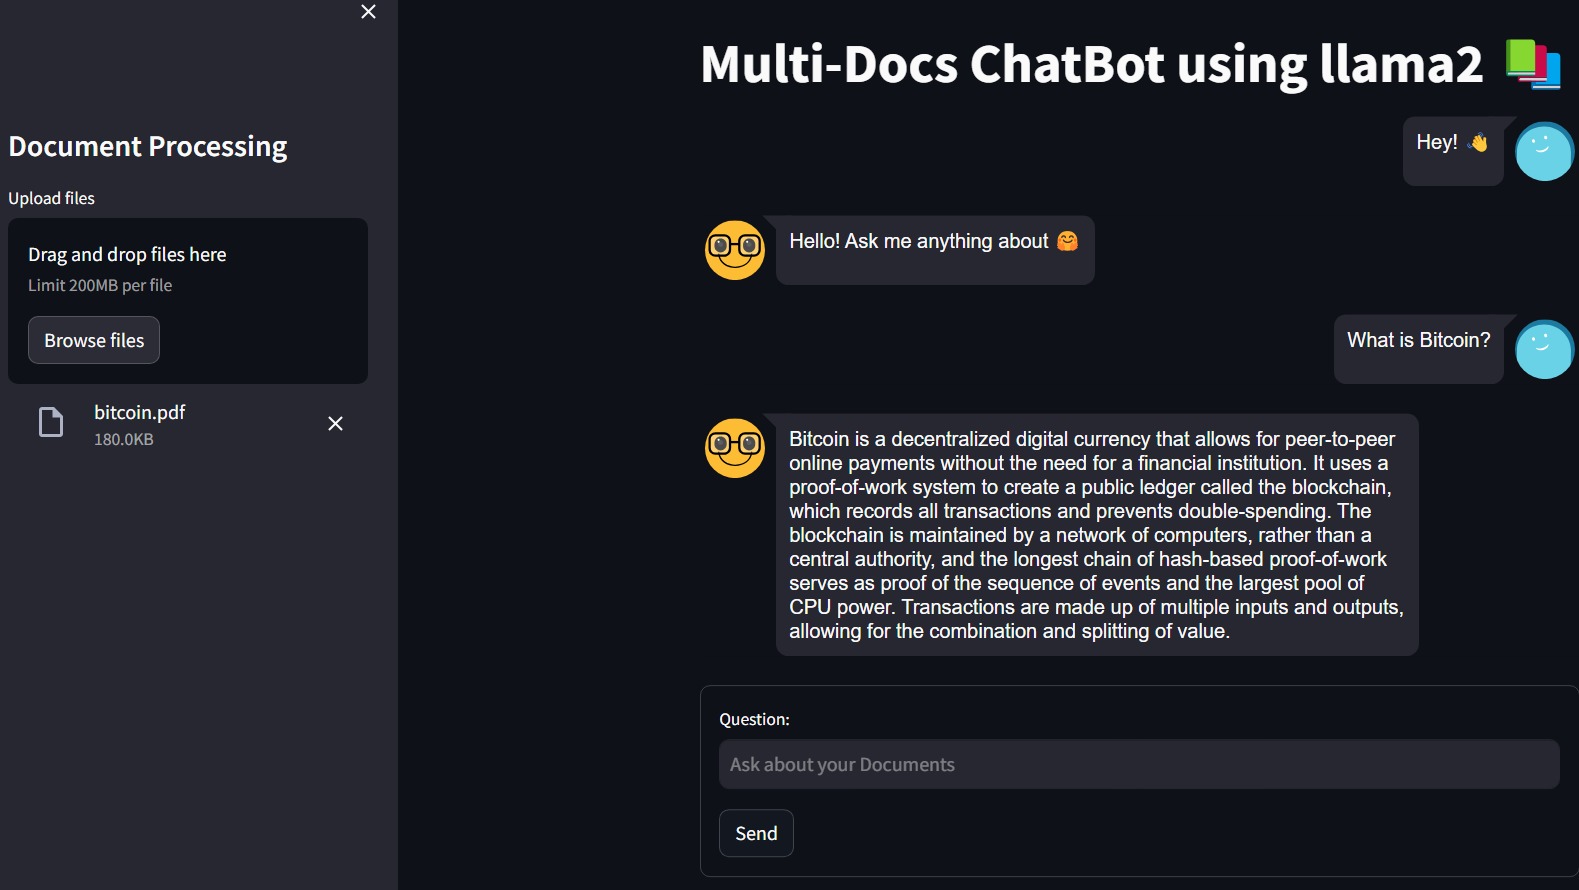 Document Processing
Upload files
Drag and drop files here
Limit 200MB per file
Browse files
bitcoin.pdf
180.0KB
Multi-Docs ChatBot using llama2 📚
Hey! 👋
Hello! Ask me anything about 🤗
What is Bitcoin?
Bitcoin is a decentralized digital currency that allows for peer-to-peer
online payments without the need for a financial institution. It uses a
proof-of-work system to create a public ledger called the blockchain,
which records all transactions and prevents double-spending. The
blockchain is maintained by a network of computers, rather than a
central authority, and the longest chain of hash-based proof-of-work
serves as proof of the sequence of events and the largest pool of
CPU power. Transactions are made up of multiple inputs and outputs,
allowing for the combination and splitting of value.
Question:
Ask about your Documents
Send